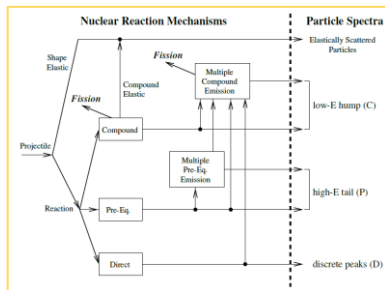 Nuclear Reaction Mechanisms
Particle Spectra
Shape
Elastic
Fission
Compound
Elastic
Fission
Multiple
Compound
Emission
Elastically Scattered
Particles
low-E hump (C)
Compound
Projectile
Multiple
Pre-Eq.
Emission
high-E tail (P)
Reaction
Pre-Eq.
Direct
discrete peaks (D)